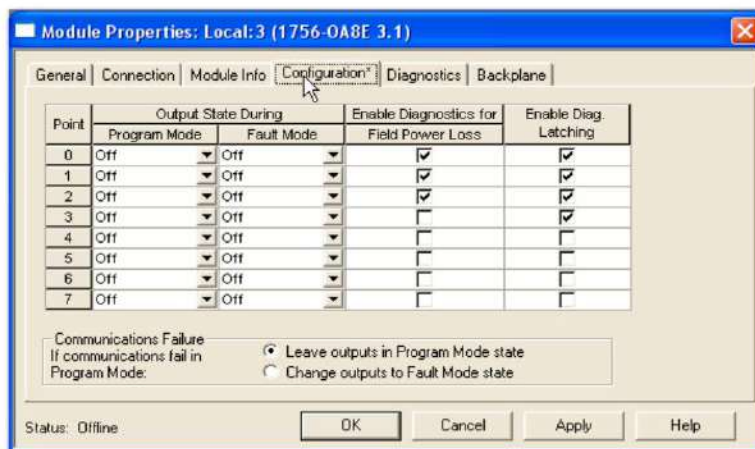 Module Properties: Local:3 (1756-OA8E 3.1)
General Connection Module Info Configuration* Diagnostics Backplane
Point Output State During Enable Diagnostics for Enable Diag. Latching
Program Mode Fault Mode Field Power Loss
0 Off Off
1 Off Off
2 Off Off
3 Off Off
4 Off Off
5 Off Off
6 Off Off
7 Off Off
Communications Failure
If communications fail in Program Mode:
Leave outputs in Program Mode state
Change outputs to Fault Mode state
Status: Offline OK Cancel Apply Help